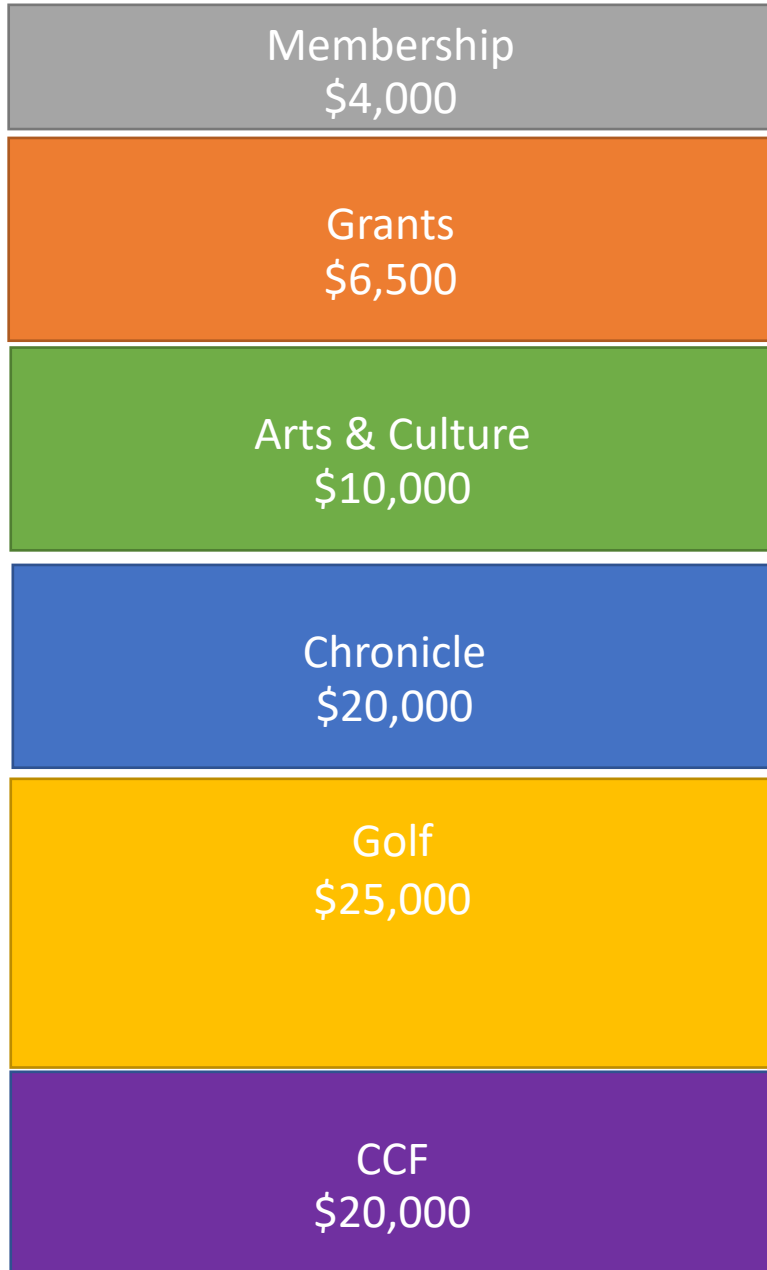 Membership
$4,000
Grants
$6,500
Arts & Culture
$10,000
Chronicle
$20,000
Golf
$25,000
CCF
$20,000